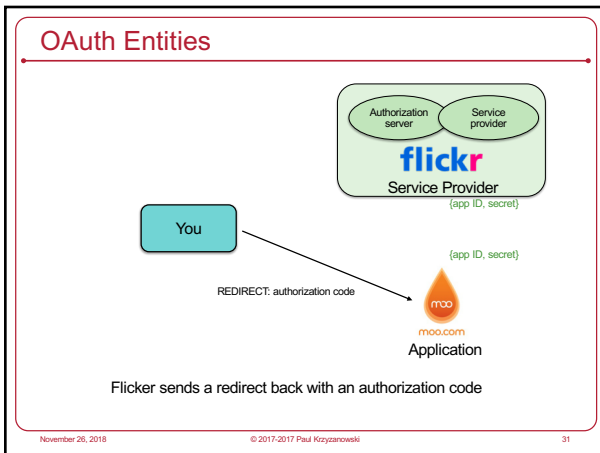 OAuth Entities
Authorization
server
Service
provider
flickr
Service Provider
{app ID, secret}
You
{app ID, secret}
REDIRECT: authorization code
moo
moo.com
Application
Flicker sends a redirect back with an authorization code
November 26, 2018
© 2017-2017 Paul Krzyzanowski
31